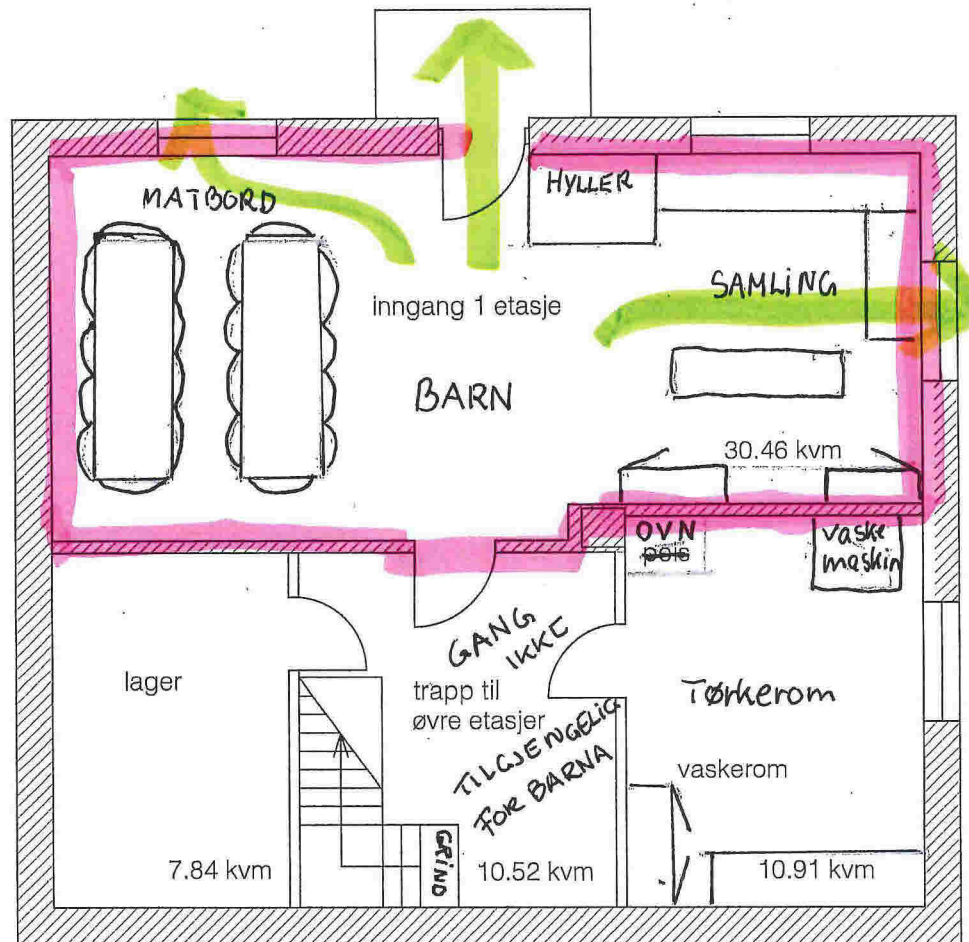 MATBORD
HYLLER
SAMLING
inngang 1 etasje
BARN
30.46 kvm
OVN
peis
vaske
maskin
GANG
IKKE
lager
trapp til
øvre etasjer
Tørkerom
TILGJENGELIG
FOR BARNA
vaskerom
GRIND
7.84 kvm
10.52 kvm
10.91 kvm